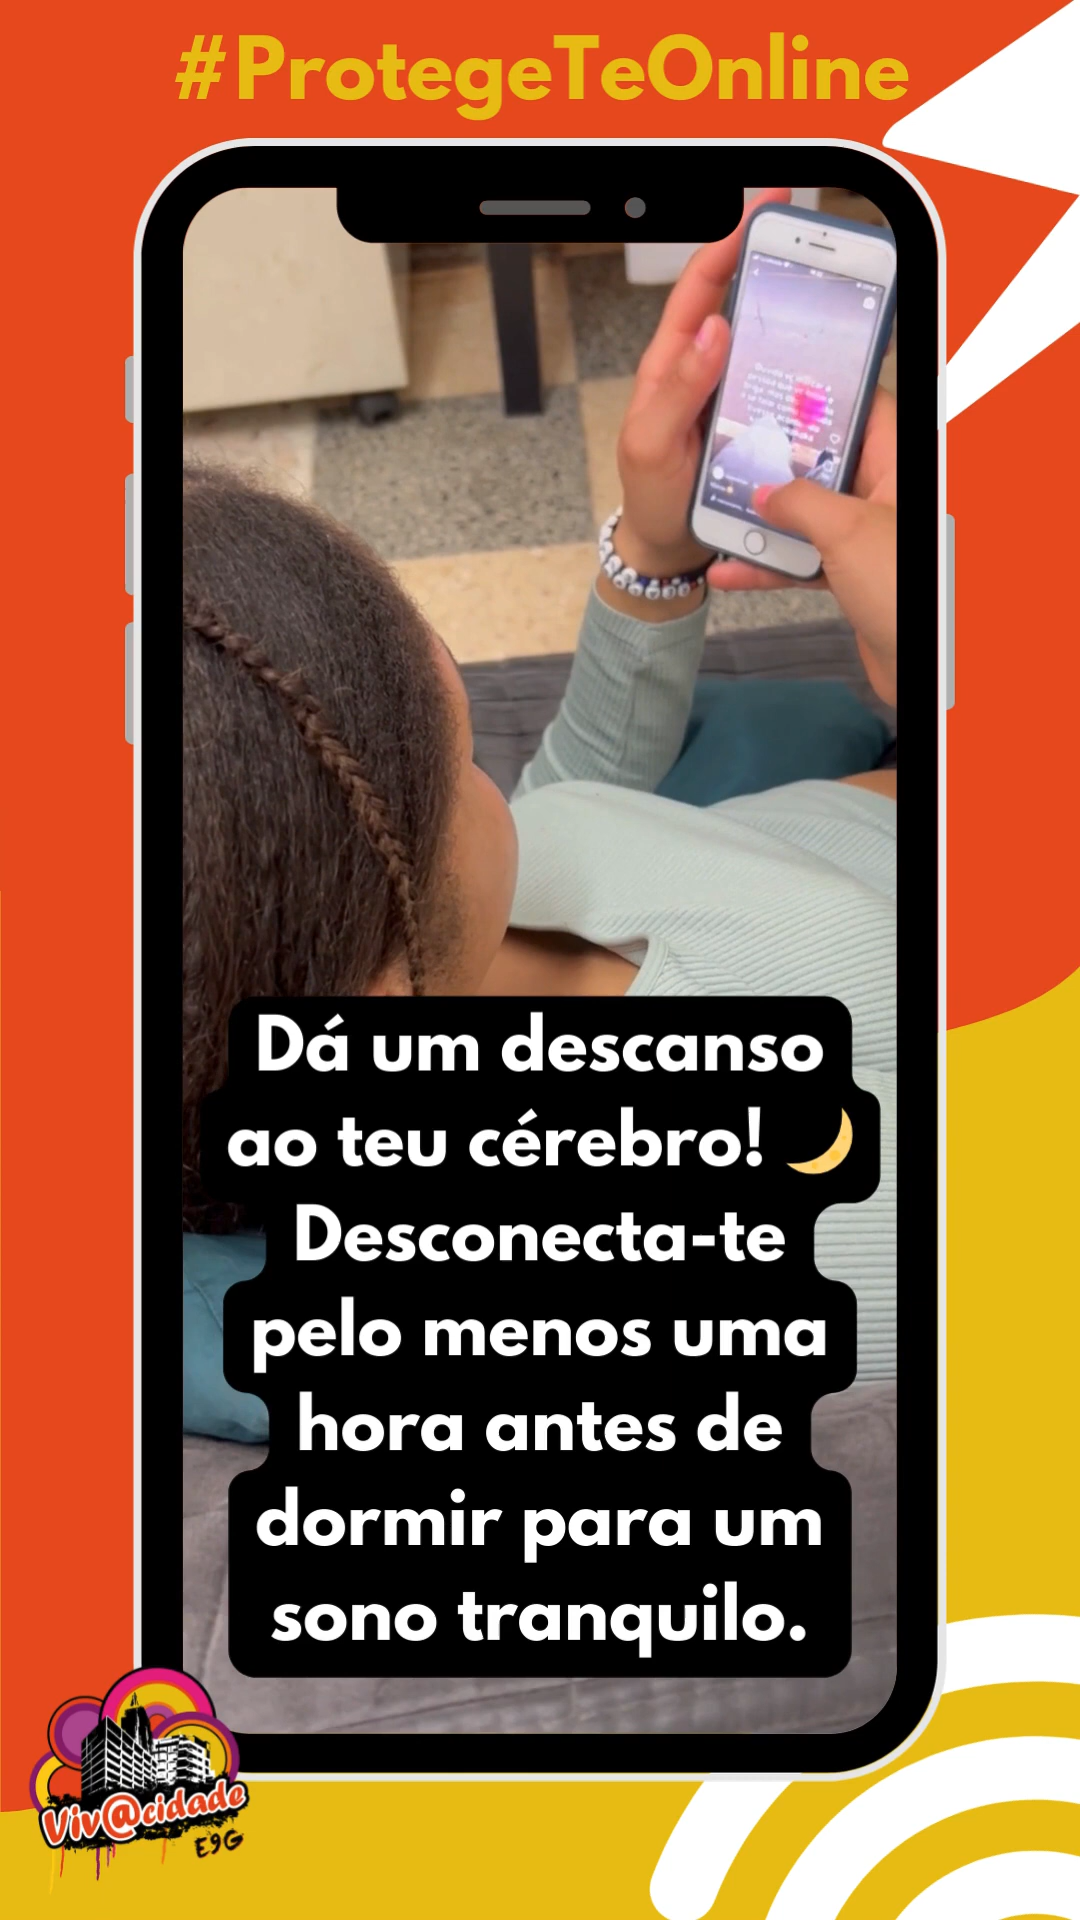 #ProtegeTeOnline
Dá um descanso
ao teu cérebro! 🌙
Desconecta-te
pelo menos uma
hora antes de
dormir para um
sono tranquilo.
Viv@cidade
E9G